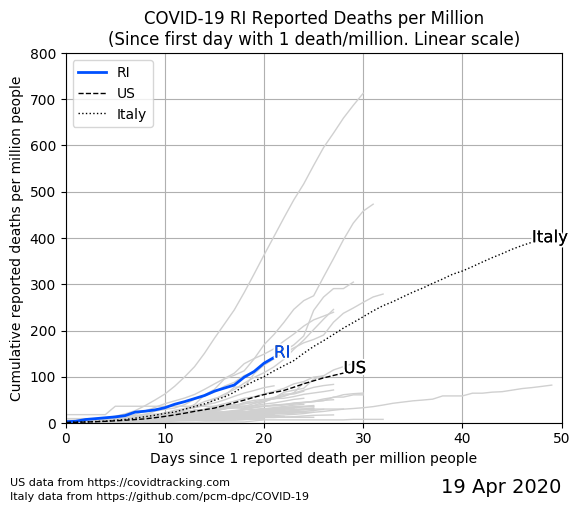 COVID-19 RI Reported Deaths per Million
(Since first day with 1 death/million. Linear scale)
800
700
600
500
400
300
200
100
0
Cumulative reported deaths per million people
RI
US
Italy
Italy
RI
US
0 10 20 30 40 50
Days since 1 reported death per million people
US data from https://covidtracking.com
Italy data from https://github.com/pcm-dpc/COVID-19
19 Apr 2020